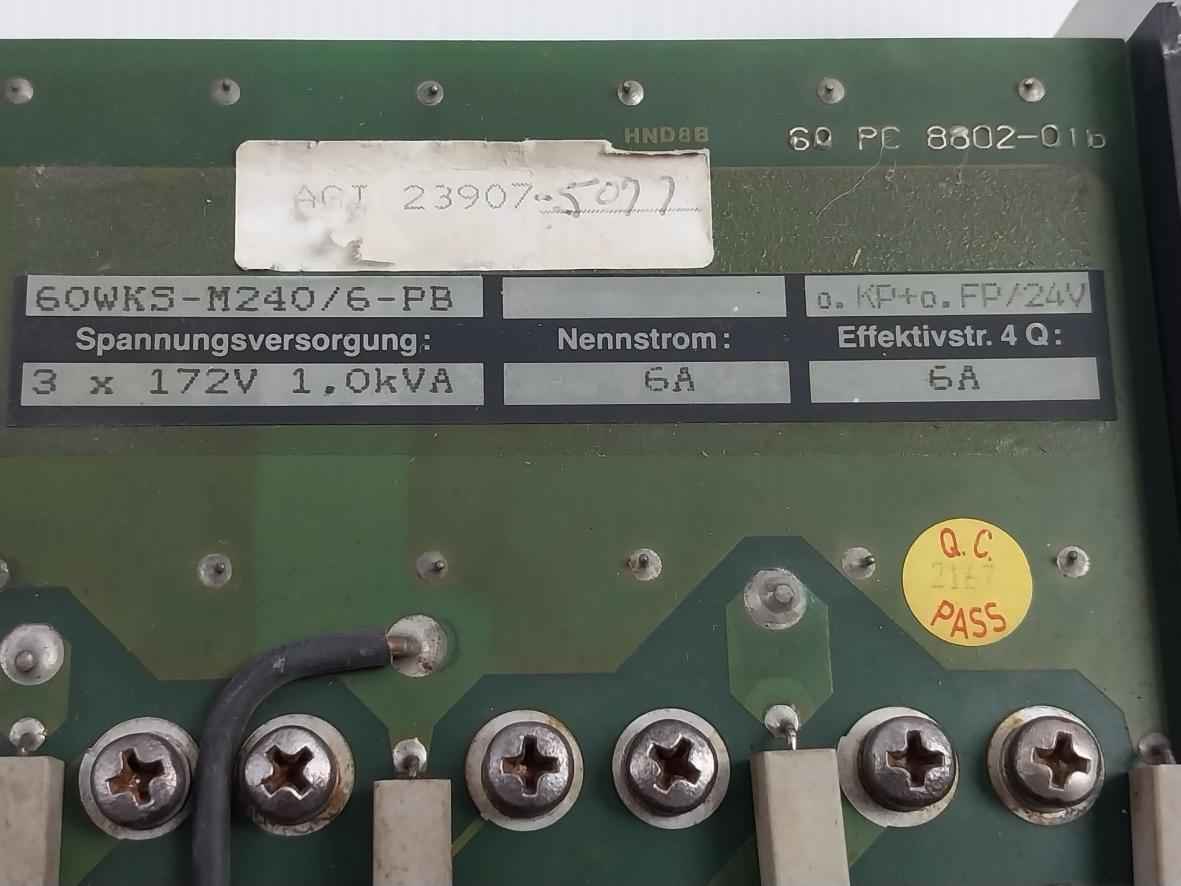 HND8B
60 PC 8802-01b
AGI 23907-5077
60WKS-M240/6-PB
o. KP+o. FP/24V
Spannungsversorgung:
Nennstrom:
Effektivstr. 4 Q:
3 x 172V 1.0kVA
6A
6A
Q.C.
PASS